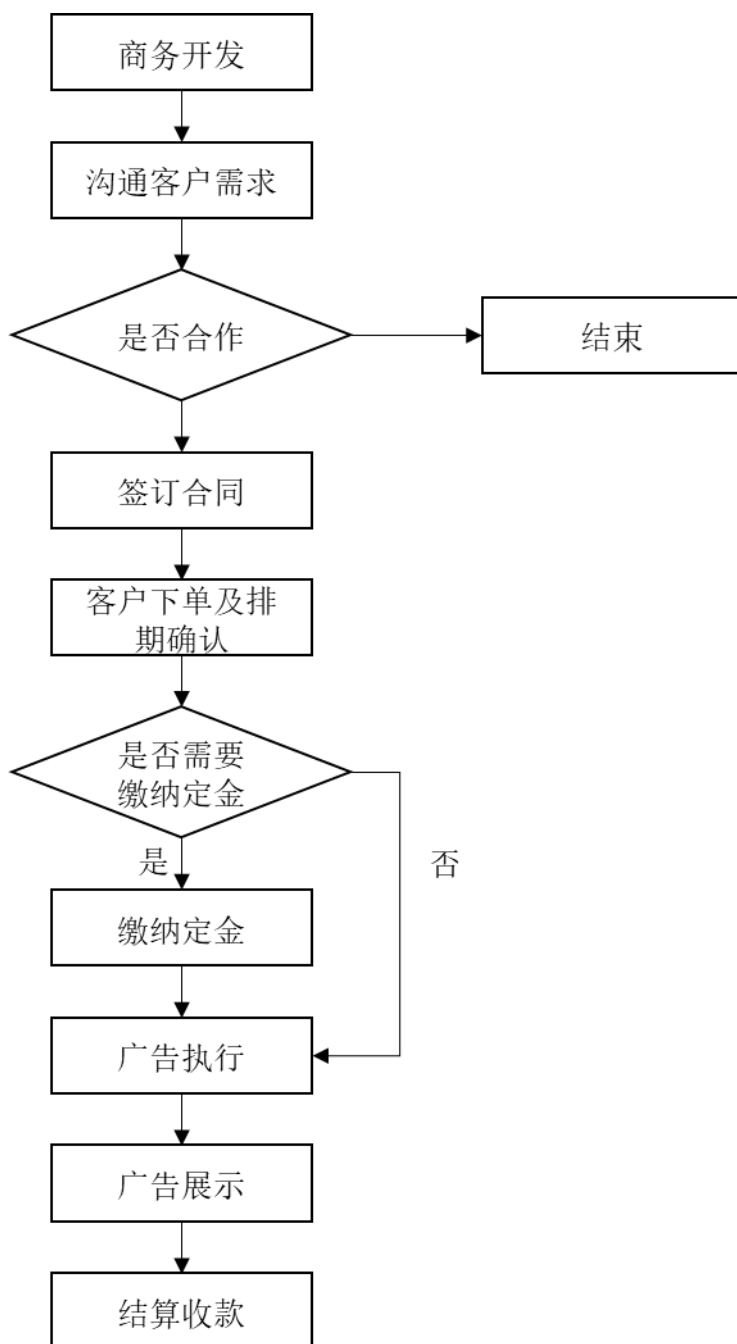 商务开发
沟通客户需求
是否合作
结束
签订合同
客户下单及排
期确认
是否需要
缴纳定金
是
否
缴纳定金
广告执行
广告展示
结算收款